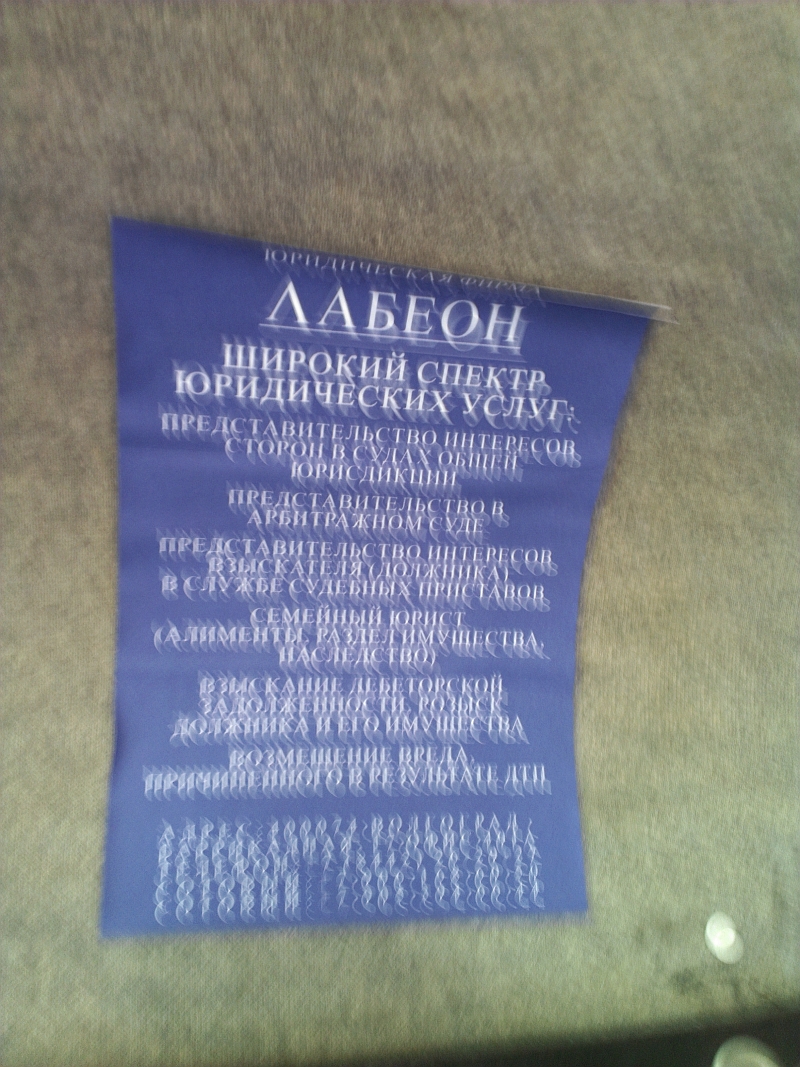 ЮРИДИЧЕСКАЯ ФИРМА
ЛАБЕОН
ШИРОКИЙ СПЕКТР
ЮРИДИЧЕСКИХ УСЛУГ:
ПРЕДСТАВИТЕЛЬСТВО ИНТЕРЕСОВ
СТОРОН В СУДАХ ОБЩЕЙ
ЮРИСДИКЦИИ
ПРЕДСТАВИТЕЛЬСТВО В
АРБИТРАЖНОМ СУДЕ
ПРЕДСТАВИТЕЛЬСТВО ИНТЕРЕСОВ
ВЗЫСКАТЕЛЯ (ДОЛЖНИКА)
В СЛУЖБЕ СУДЕБНЫХ ПРИСТАВОВ
СЕМЕЙНЫЙ ЮРИСТ
(АЛИМЕНТЫ, РАЗДЕЛ ИМУЩЕСТВА,
НАСЛЕДСТВО)
ВЗЫСКАНИЕ ДЕБЕТОРСКОЙ
ЗАДОЛЖЕННОСТИ, РОЗЫСК
ДОЛЖНИКА И ЕГО ИМУЩЕСТВА
ВОЗМЕЩЕНИЕ ВРЕДА,
ПРИЧИНЕННОГО В РЕЗУЛЬТАТЕ ДТП
АДРЕС: ВОЛГОГРАД,